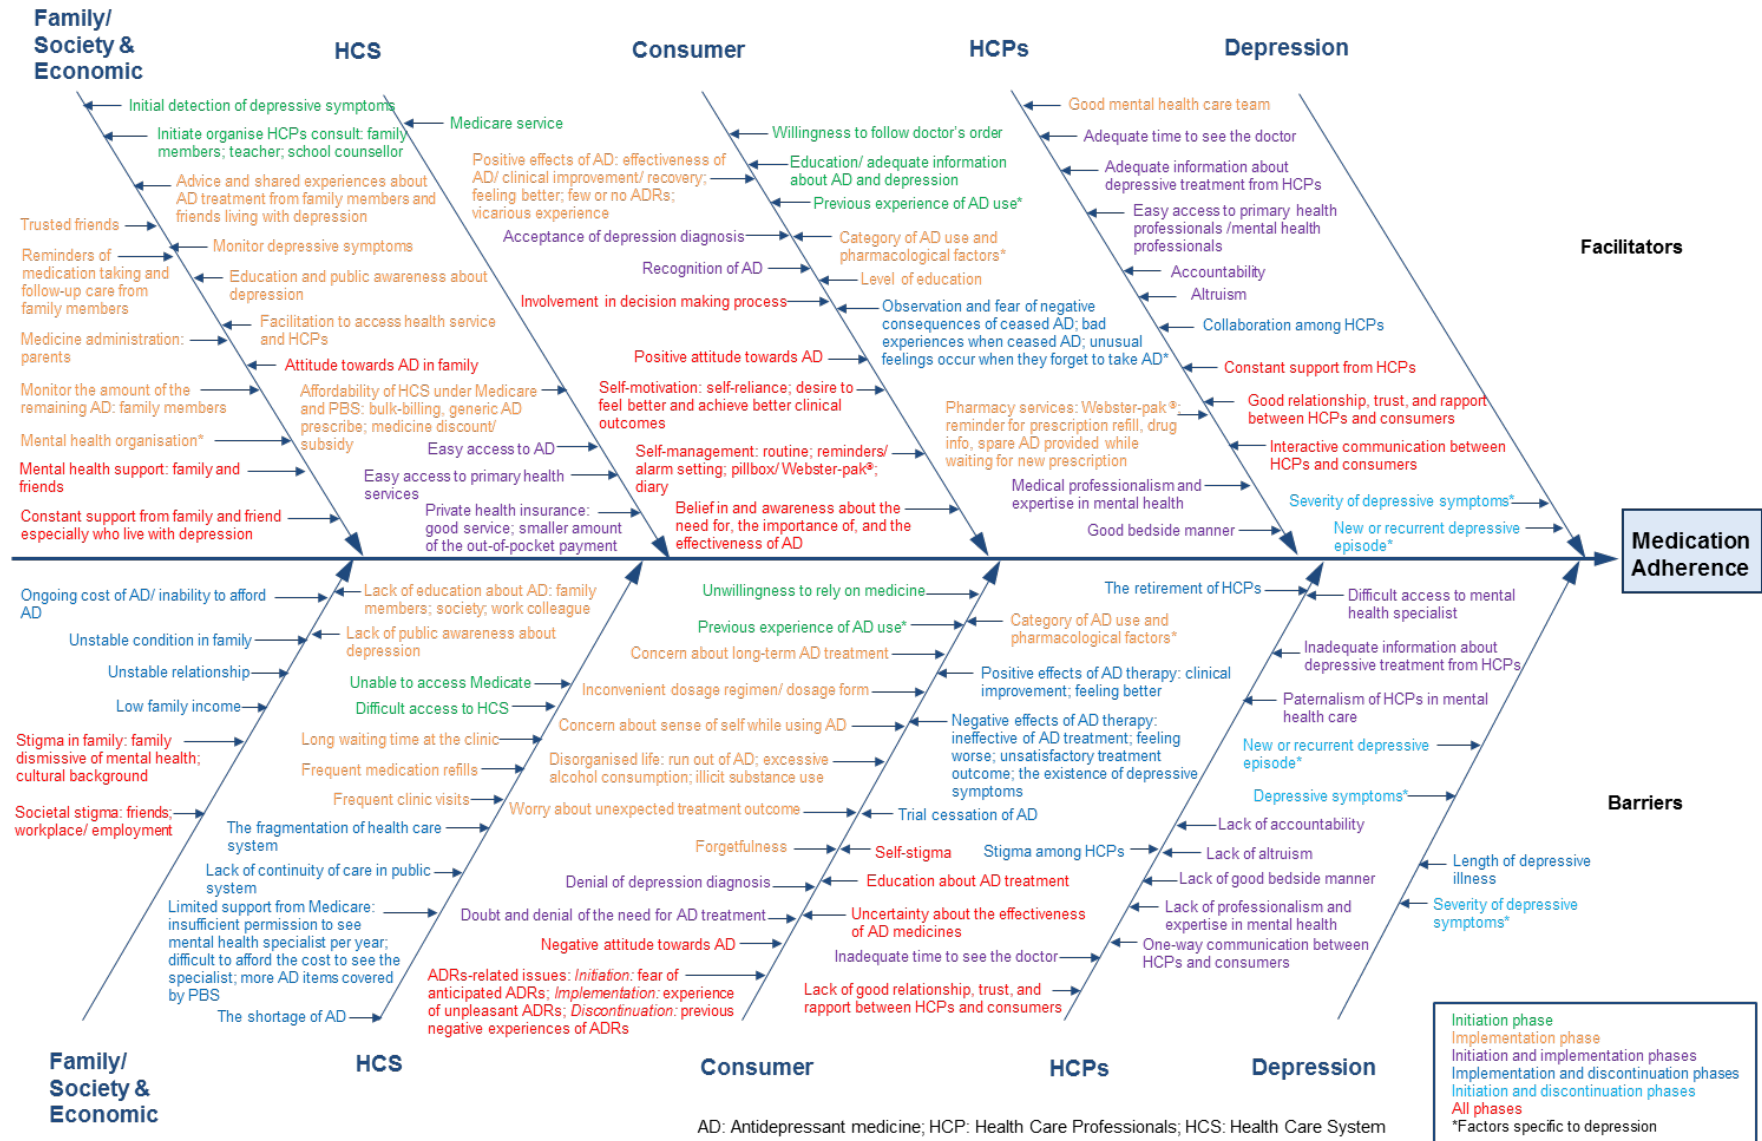 Family/
Society &
Economic
HCS
Consumer
HCPs
Depression
Initial detection of depressive symptoms
Initiate organise HCPs consult: family
members; teacher; school counsellor
Advice and shared experiences about
AD treatment from family members and
friends living with depression
Trusted friends
Monitor depressive symptoms
Reminders of
medication taking and
follow-up care from
family members
Education and public awareness about
depression
Facilitation to access health service
and HCPs
Medicine administration:
parents
Attitude towards AD in family
Monitor the amount of the
remaining AD: family members
Mental health organisation*
Mental health support: family and
friends
Constant support from family and friend
especially who live with depression
Medicare service
Affordability of HCS under Medicare
and PBS: bulk-billing, generic AD
prescribe; medicine discount/
subsidy
Easy access to AD
Easy access to primary health
services
Private health insurance:
good service; smaller amount
of the out-of-pocket payment
Willingness to follow doctor's order
Positive effects of AD: effectiveness of
AD/ clinical improvement/ recovery;
feeling better; few or no ADRs;
vicarious experience
Education/ adequate information
about AD and depression
Previous experience of AD use*
Acceptance of depression diagnosis
Category of AD use and
pharmacological factors*
Recognition of AD
Level of education
Involvement in decision making process
Observation and fear of negative
consequences of ceased AD; bad
experiences when ceased AD; unusual
feelings occur when they forget to take AD*
Positive attitude towards AD
Self-motivation: self-reliance; desire to
feel better and achieve better clinical
outcomes
Self-management: routine; reminders/
alarm setting; pillbox/ Webster-pak®;
diary
Belief in and awareness about the
need for, the importance of, and the
effectiveness of AD
Good mental health care team
Adequate time to see the doctor
Adequate information about
depressive treatment from HCPs
Easy access to primary health
professionals /mental health
professionals
Accountability
Altruism
Collaboration among HCPs
Constant support from HCPs
Good relationship, trust, and rapport
between HCPs and consumers
Pharmacy services: Webster-pak®;
reminder for prescription refill, drug
info, spare AD provided while
waiting for new prescription
Interactive communication between
HCPs and consumers
Medical professionalism and
expertise in mental health
Good bedside manner
Severity of depressive symptoms*
New or recurrent depressive
episode*
Facilitators
Medication
Adherence
Ongoing cost of AD/ inability to afford
AD
Lack of education about AD: family
members; society; work colleague
Unstable condition in family
Lack of public awareness about
depression
Unstable relationship
Low family income
Stigma in family: family
dismissive of mental health;
cultural background
Societal stigma: friends;
workplace/ employment
Unable to access Medicate
Difficult access to HCS
Long waiting time at the clinic
Frequent medication refills
Frequent clinic visits
The fragmentation of health care
system
Lack of continuity of care in public
system
Limited support from Medicare:
insufficient permission to see
mental health specialist per year;
difficult to afford the cost to see the
specialist; more AD items covered
by PBS
The shortage of AD
Unwillingness to rely on medicine
Previous experience of AD use*
Category of AD use and
pharmacological factors*
Concern about long-term AD treatment
Positive effects of AD therapy: clinical
improvement; feeling better
Inconvenient dosage regimen/ dosage form
Concern about sense of self while using AD
Negative effects of AD therapy:
ineffective of AD treatment; feeling
worse; unsatisfactory treatment
outcome; the existence of depressive
symptoms
Disorganised life: run out of AD; excessive
alcohol consumption; illicit substance use
Worry about unexpected treatment outcome
Trial cessation of AD
Forgetfulness
Self-stigma
Denial of depression diagnosis
Education about AD treatment
Doubt and denial of the need for AD treatment
Uncertainty about the effectiveness
of AD medicines
Negative attitude towards AD
ADRs-related issues: Initiation: fear of
anticipated ADRs; Implementation: experience
of unpleasant ADRs; Discontinuation: previous
negative experiences of ADRs
The retirement of HCPs
Difficult access to mental
health specialist
Inadequate information about
depressive treatment from HCPs
Paternalism of HCPs in mental
health care
Lack of accountability
Stigma among HCPs
Lack of altruism
Lack of good bedside manner
Lack of professionalism and
expertise in mental health
One-way communication between
HCPs and consumers
Inadequate time to see the doctor
Lack of good relationship, trust, and
rapport between HCPs and consumers
New or recurrent depressive
episode*
Depressive symptoms*
Length of depressive
illness
Severity of depressive
symptoms*
Barriers
Family/
Society &
Economic
HCS
Consumer
HCPs
Depression
Initiation phase
Implementation phase
Initiation and implementation phases
Implementation and discontinuation phases
Initiation and discontinuation phases
All phases
*Factors specific to depression
AD: Antidepressant medicine; HCP: Health Care Professionals; HCS: Health Care System